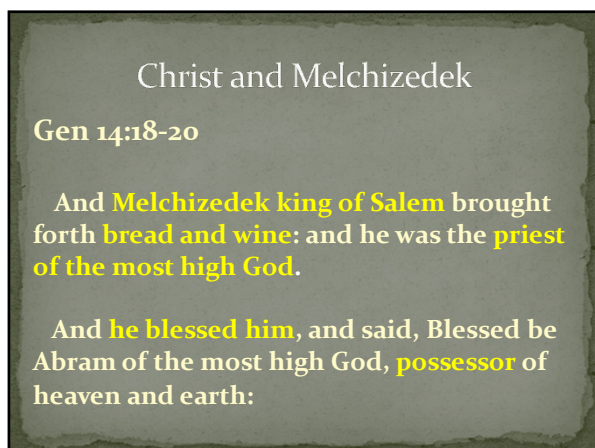 Christ and Melchizedek
Gen 14:18-20
And Melchizedek king of Salem brought
forth bread and wine: and he was the priest
of the most high God.
And he blessed him, and said, Blessed be
Abram of the most high God, possessor of
heaven and earth: